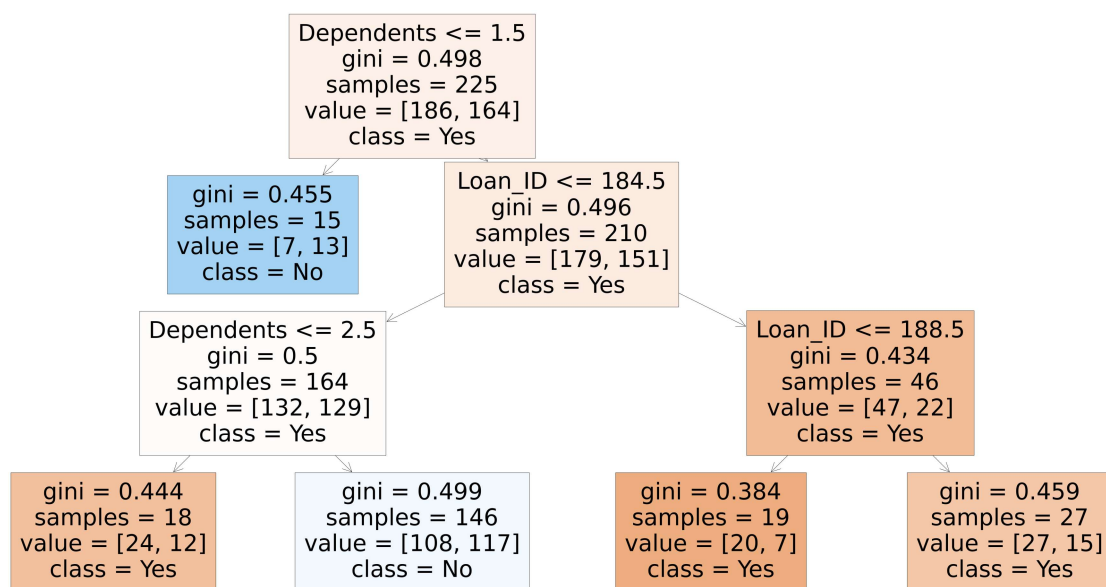 Dependents <= 1.5
gini = 0.498
samples = 225
value = [186, 164]
class = Yes
gini = 0.455
samples = 15
value = [7, 13]
class = No
Loan_ID <= 184.5
gini = 0.496
samples = 210
value = [179, 151]
class = Yes
Dependents <= 2.5
gini = 0.5
samples = 164
value = [132, 129]
class = Yes
Loan_ID <= 188.5
gini = 0.434
samples = 46
value = [47, 22]
class = Yes
gini = 0.444
samples = 18
value = [24, 12]
class = Yes
gini = 0.499
samples = 146
value = [108, 117]
class = No
gini = 0.384
samples = 19
value = [20, 7]
class = Yes
gini = 0.459
samples = 27
value = [27, 15]
class = Yes